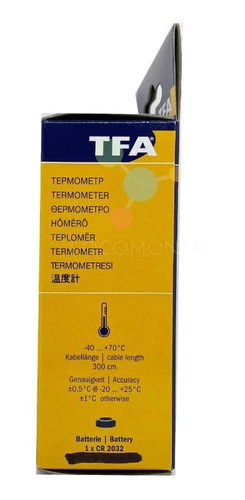 TFA
ТЕРМОМЕТР
TERMOMETER
ΘΕΡΜΟΜΕΤΡΟ
HŐMÉRŐ
TEPLOMĚR
TERMOMETR
TERMOMETRESİ
温度計
-40 ... +70°C
Kabellänge | cable length
300 cm
Genauigkeit | Accuracy
±0.5°C @ -20 ... +25°C
±1°C otherwise
Batterie | Battery
1 x CR 2032